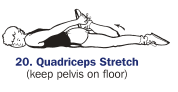 20. Quadriceps Stretch
(keep pelvis on floor)